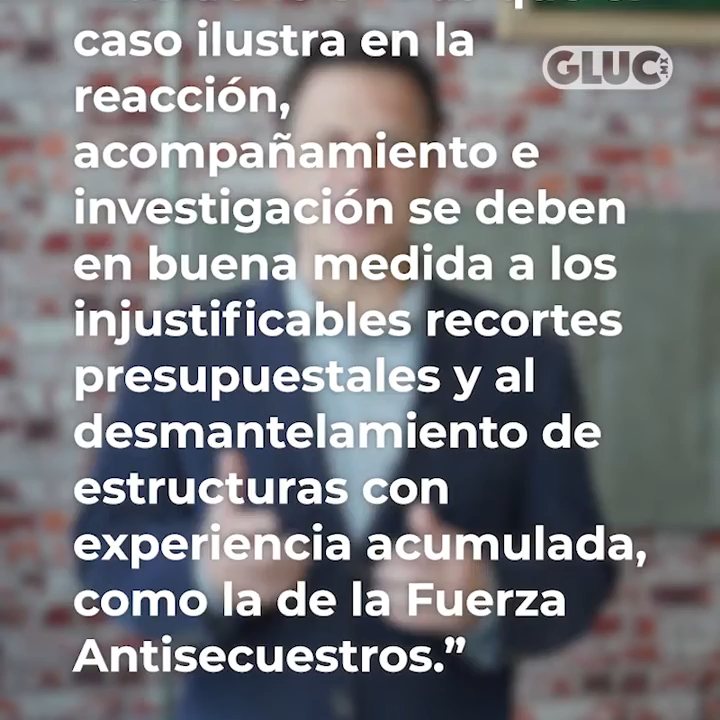 caso ilustra en la
GLUC.MX
reacción,
acompañamiento e
investigación se deben
en buena medida a los
injustificables recortes
presupuestales y al
desmantelamiento de
estructuras con
experiencia acumulada,
como la de la Fuerza
Antisecuestros.”